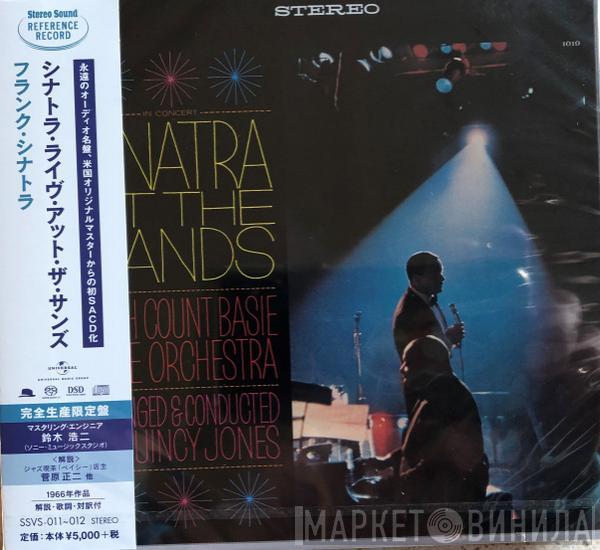 Stereo Sound
REFERENCE
RECORD
永遠のオーディオ名盤、米国オリジナルマスターからの初SACD化
シナトラ・ライヴ・アット・ザ・サンズ
フランク・シナトラ
UNIVERSAL
UNIVERSAL MUSIC GROUP
DSD
完全生産限定盤
マスタリング・エンジニア
鈴木 浩二
(ソニー・ミュージックスタジオ)
〈解説〉
ジャズ喫茶「ベイシー」店主
菅原 正二 他
1966年作品
解説・歌詞・対訳付
SSVS-011~012 STEREO
定価:本体¥5,000+税
STEREO
1019
IN CONCERT
NATRA
T THE
ANDS
H COUNT BASIE
E ORCHESTRA
NGED & CONDUCTED
QUINCY JONES
МАРКЕТ ВИНИЛА